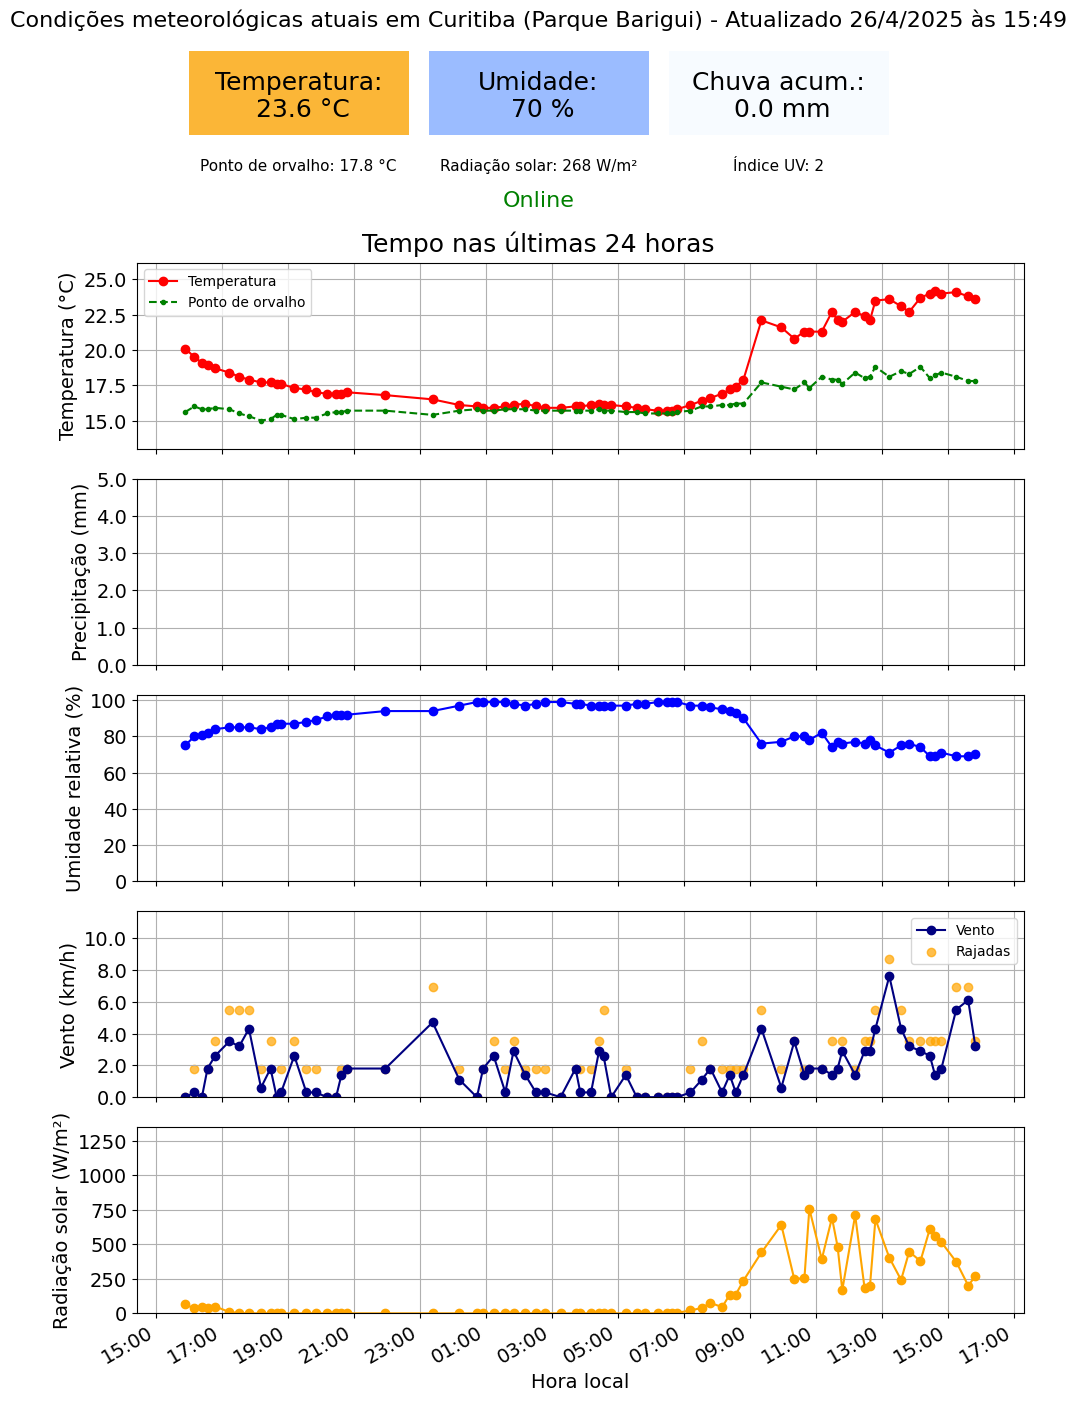 Condições meteorológicas atuais em Curitiba (Parque Barigui) - Atualizado 26/4/2025 às 15:49
Temperatura:
23.6 °C
Umidade:
70 %
Chuva acum.:
0.0 mm
Ponto de orvalho: 17.8 °C
Radiação solar: 268 W/m²
Índice UV: 2
Online
Tempo nas últimas 24 horas
Temperatura (°C)
25.0
22.5
20.0
17.5
15.0
Temperatura
Ponto de orvalho
Precipitação (mm)
5.0
4.0
3.0
2.0
1.0
0.0
Umidade relativa (%)
100
80
60
40
20
0
Vento (km/h)
10.0
8.0
6.0
4.0
2.0
0.0
Vento
Rajadas
Radiação solar (W/m²)
1250
1000
750
500
250
0
15:00
17:00
19:00
21:00
23:00
01:00
03:00
05:00
07:00
09:00
11:00
13:00
15:00
17:00
Hora local